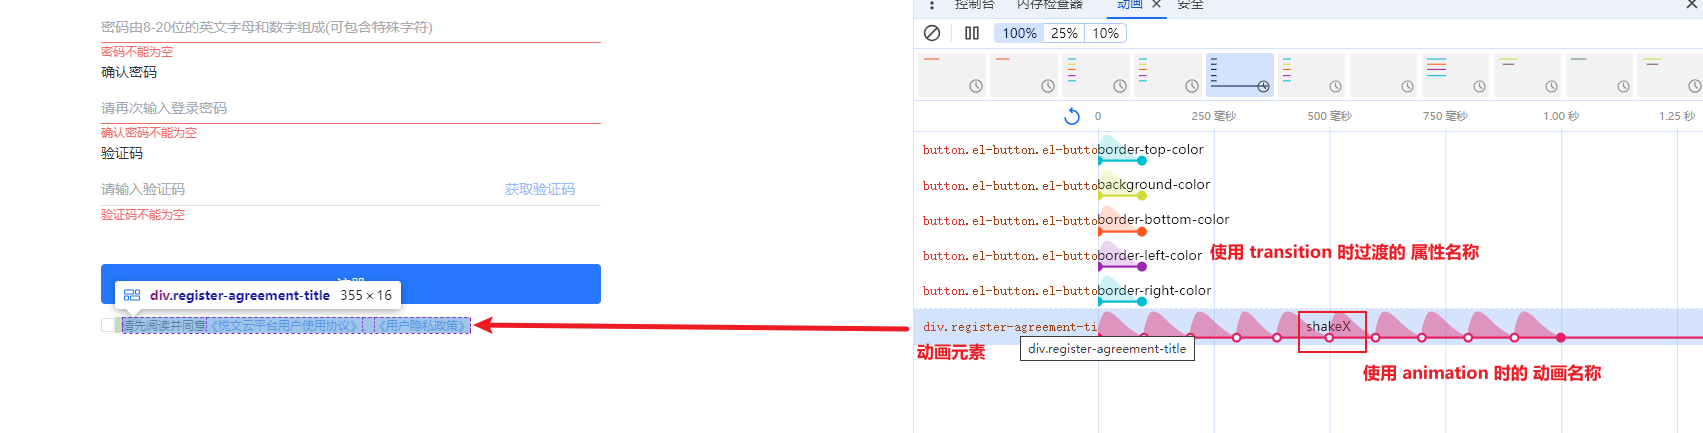 密码由8-20位的英文字母和数字组成(可包含特殊字符)
密码不能为空
确认密码
请再次输入登录密码
确认密码不能为空
验证码
请输入验证码
获取验证码
验证码不能为空
div.register-agreement-title 355 × 16
请先阅读并同意《悦文云平台用户使用协议》、《用户隐私政策》
控制台 内存检查器 动画 安全
100% 25% 10%
0 250 毫秒 500 毫秒 750 毫秒 1.00 秒 1.25 秒
button.el-button.el-butto border-top-color
button.el-button.el-butto background-color
button.el-button.el-butto border-bottom-color
button.el-button.el-butto border-left-color
使用 transition 时过渡的 属性名称
button.el-button.el-butto border-right-color
div.register-agreement-ti shakeX
动画元素
div.register-agreement-title
使用 animation 时的 动画名称